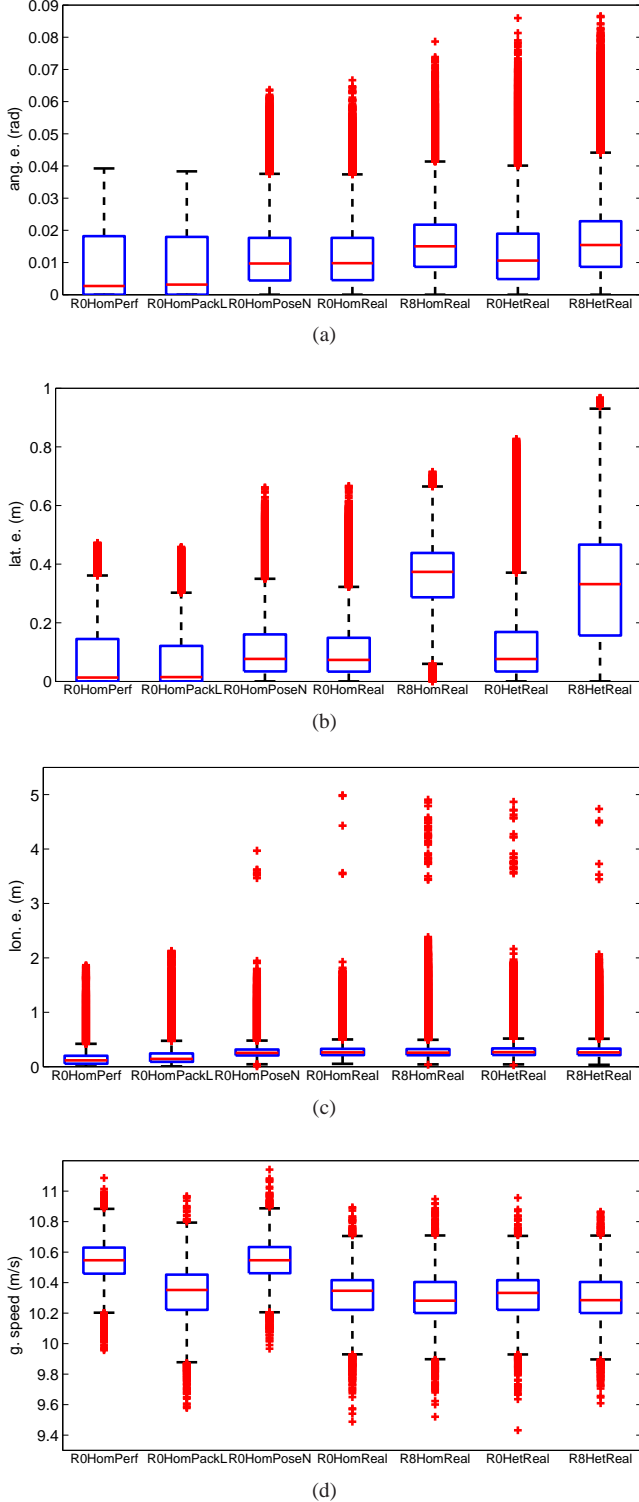 0.09
0.08
0.07
0.06
0.05
0.04
0.03
0.02
0.01
0
ang. e. (rad)
R0HomPerf R0HomPackL R0HomPoseN R0HomReal R8HomReal R0HetReal R8HetReal
(a)
1
0.8
0.6
0.4
0.2
0
lat. e. (m)
R0HomPerf R0HomPackL R0HomPoseN R0HomReal R8HomReal R0HetReal R8HetReal
(b)
5
4
3
2
1
0
lon. e. (m)
R0HomPerf R0HomPackL R0HomPoseN R0HomReal R8HomReal R0HetReal R8HetReal
(c)
11
10.8
10.6
10.4
10.2
10
9.8
9.6
9.4
g. speed (m/s)
R0HomPerf R0HomPackL R0HomPoseN R0HomReal R8HomReal R0HetReal R8HetReal
(d)